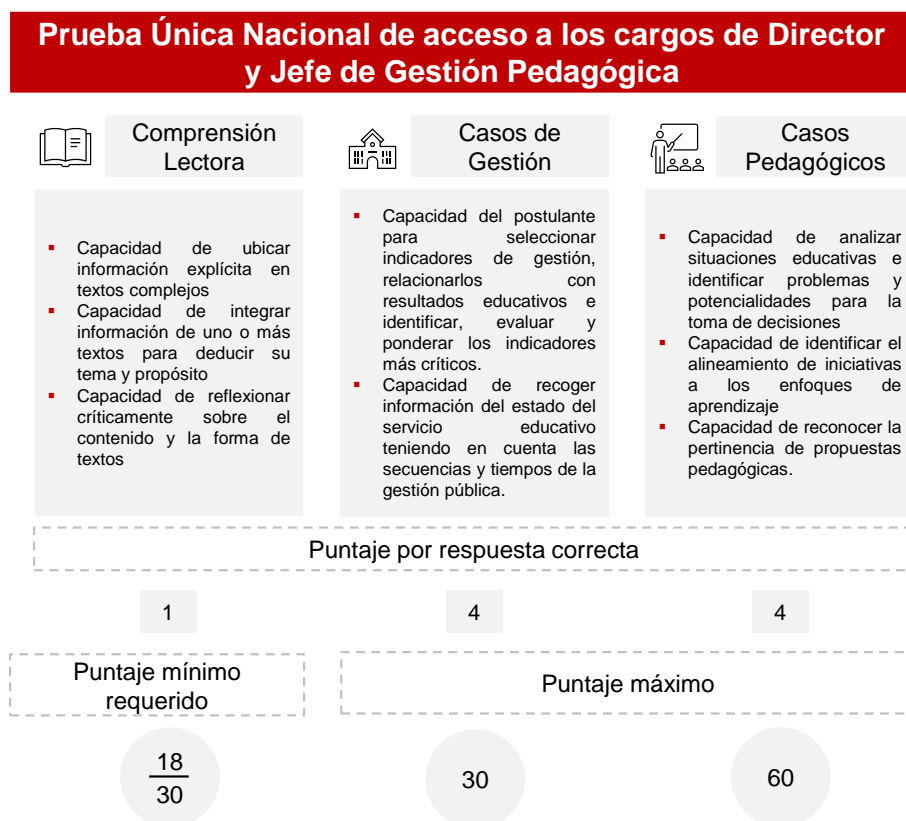 Prueba Única Nacional de acceso a los cargos de Director
y Jefe de Gestión Pedagógica
Comprensión
Lectora
▪ Capacidad de ubicar
información explícita en
textos complejos
▪ Capacidad de integrar
información de uno o más
textos para deducir su
tema y propósito
▪ Capacidad de reflexionar
críticamente sobre el
contenido y la forma de
textos
Casos de
Gestión
▪ Capacidad del postulante
para seleccionar
indicadores de gestión,
relacionarlos con
resultados educativos e
identificar, evaluar y
ponderar los indicadores
más críticos.
▪ Capacidad de recoger
información del estado del
servicio educativo
teniendo en cuenta las
secuencias y tiempos de la
gestión pública.
Casos
Pedagógicos
▪ Capacidad de analizar
situaciones educativas e
identificar problemas y
potencialidades para la
toma de decisiones
▪ Capacidad de identificar el
alineamiento de iniciativas
a los enfoques de
aprendizaje
▪ Capacidad de reconocer la
pertinencia de propuestas
pedagógicas.
Puntaje por respuesta correcta
1
4
4
Puntaje mínimo
requerido
Puntaje máximo
18
30
30
60